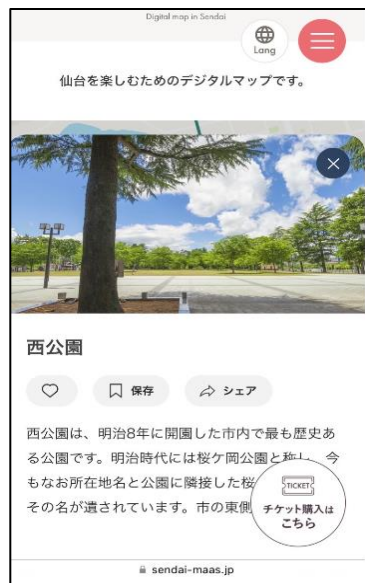 Digital map in Sendai
Lang
仙台を楽しむためのデジタルマップです。
西公園
保存
シェア
西公園は、明治8年に開園した市内で最も歴史あ
る公園です。明治時代には桜ケ岡公園と称し、今
もなお所在地名と公園に隣接した桜
その名が遺されています。市の東側
TICKET
チケット購入は
こちら
sendai-maas.jp